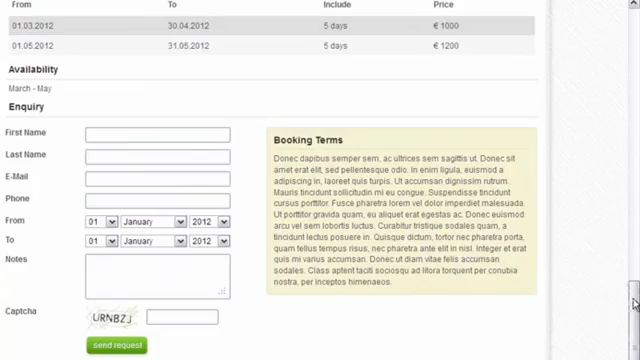 From To Include Price
01.03.2012 30.04.2012 5 days € 1000
01.05.2012 31.05.2012 5 days € 1200
Availability
March - May
Enquiry
First Name
Last Name
E-Mail
Phone
From 01 January 2012
To 01 January 2012
Notes
Captcha URNBZJ
send request
Booking Terms
Donec dapibus semper sem, ac ultrices sem sagittis ut. Donec sit
amet erat elit, sed pellentesque odio. In enim ligula, euismod a
adipiscing in, laoreet quis turpis. Ut accumsan dignissim rutrum.
Mauris tincidunt sollicitudin mi eu congue. Suspendisse tincidunt
cursus porttitor. Fusce pharetra lorem vel dolor imperdiet malesuada.
Ut porttitor gravida quam, eu aliquet erat egestas ac. Donec euismod
arcu vel sem lobortis luctus. Curabitur tristique sodales quam, a
tincidunt lectus posuere in. Quisque dictum, tortor nec pharetra porta,
quam tempus risus, nec dignissim nisl elit at est. Integer et erat
quis mi varius accumsan. Donec ut diam vitae felis accumsan
sodales. Class aptent taciti sociosqu ad litora torquent per conubia
nostra, per inceptos himenaeos.